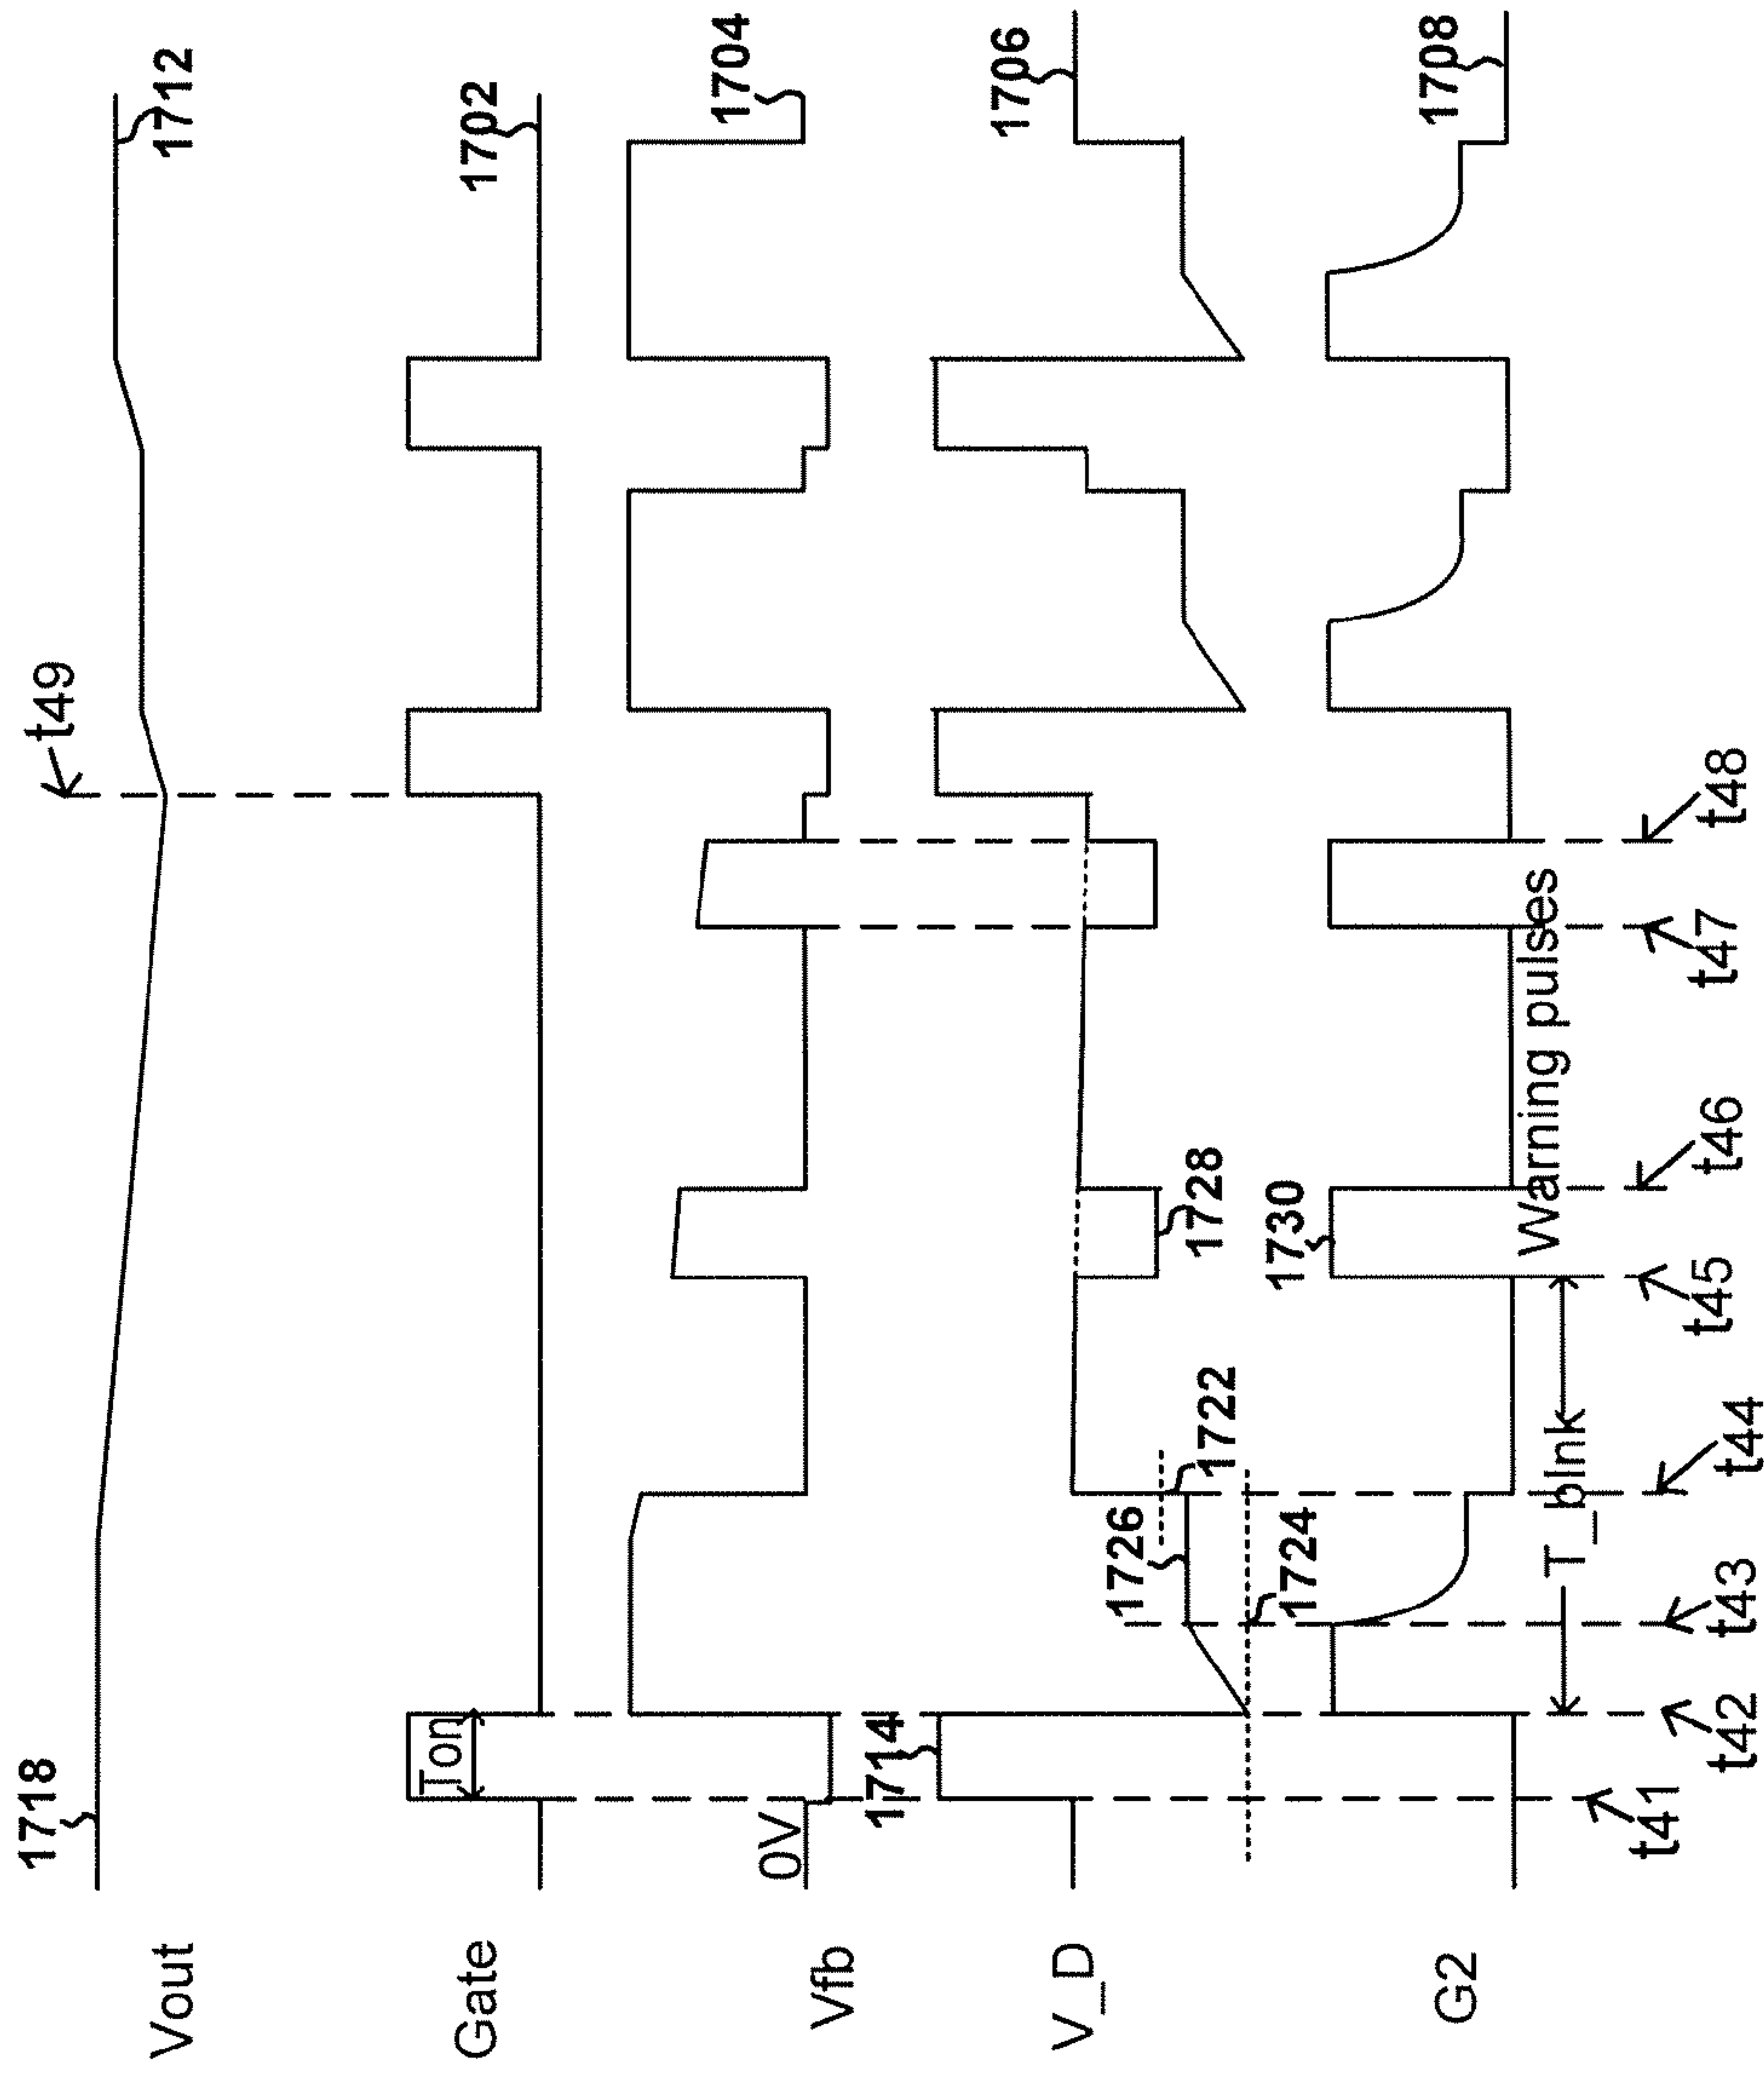 Vout
1718
t49
1712
Gate
Ton
1702
Vfb
0V
1704
V_D
1714
1726
1722
1724
1728
1706
G2
1730
1708
T_blnk
Warning pulses
t41
t42
t43
t44
t45
t46
t47
t48